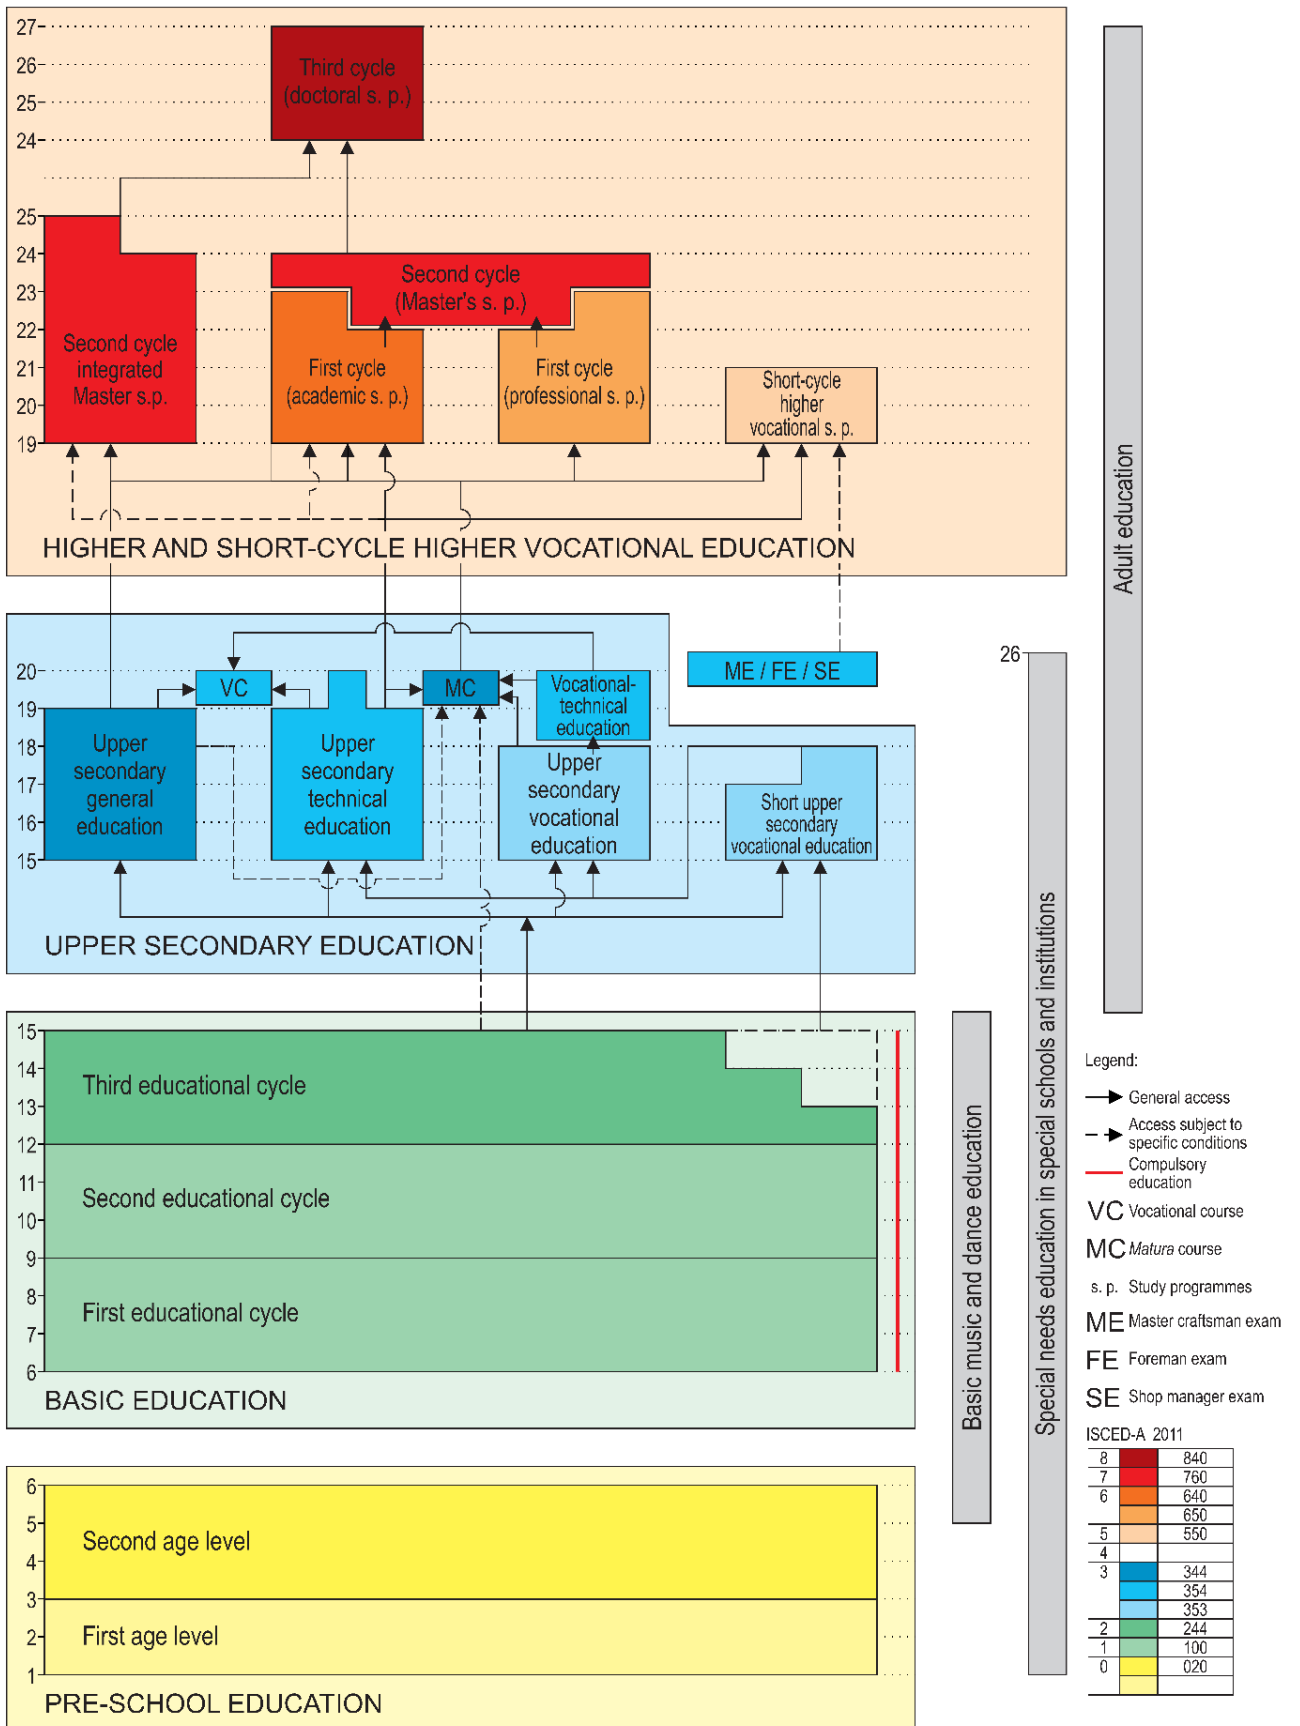 27
26
25
24
25
24
23
22
21
20
19
Third cycle
(doctoral s. p.)
Second cycle
(Master's s. p.)
Second cycle
integrated
Master s.p.
First cycle
(academic s. p.)
First cycle
(professional s. p.)
Short-cycle
higher
vocational s. p.
HIGHER AND SHORT-CYCLE HIGHER VOCATIONAL EDUCATION
Adult education
20
19
18
17
16
15
VC
MC
Vocational-
technical
education
ME / FE / SE
Upper
secondary
general
education
Upper
secondary
technical
education
Upper
secondary
vocational
education
Short upper
secondary
vocational education
UPPER SECONDARY EDUCATION
26
Special needs education in special schools and institutions
15
14
13
12
11
10
9
8
7
6
Third educational cycle
Second educational cycle
First educational cycle
BASIC EDUCATION
Basic music and dance education
6
5
4
3
2
1
Second age level
First age level
PRE-SCHOOL EDUCATION
Legend:
General access
Access subject to
specific conditions
Compulsory
education
VC Vocational course
MC Matura course
s. p. Study programmes
ME Master craftsman exam
FE Foreman exam
SE Shop manager exam
ISCED-A 2011
8 840
7 760
6 640
650
5 550
4
3 344
354
353
2 244
1 100
0 020